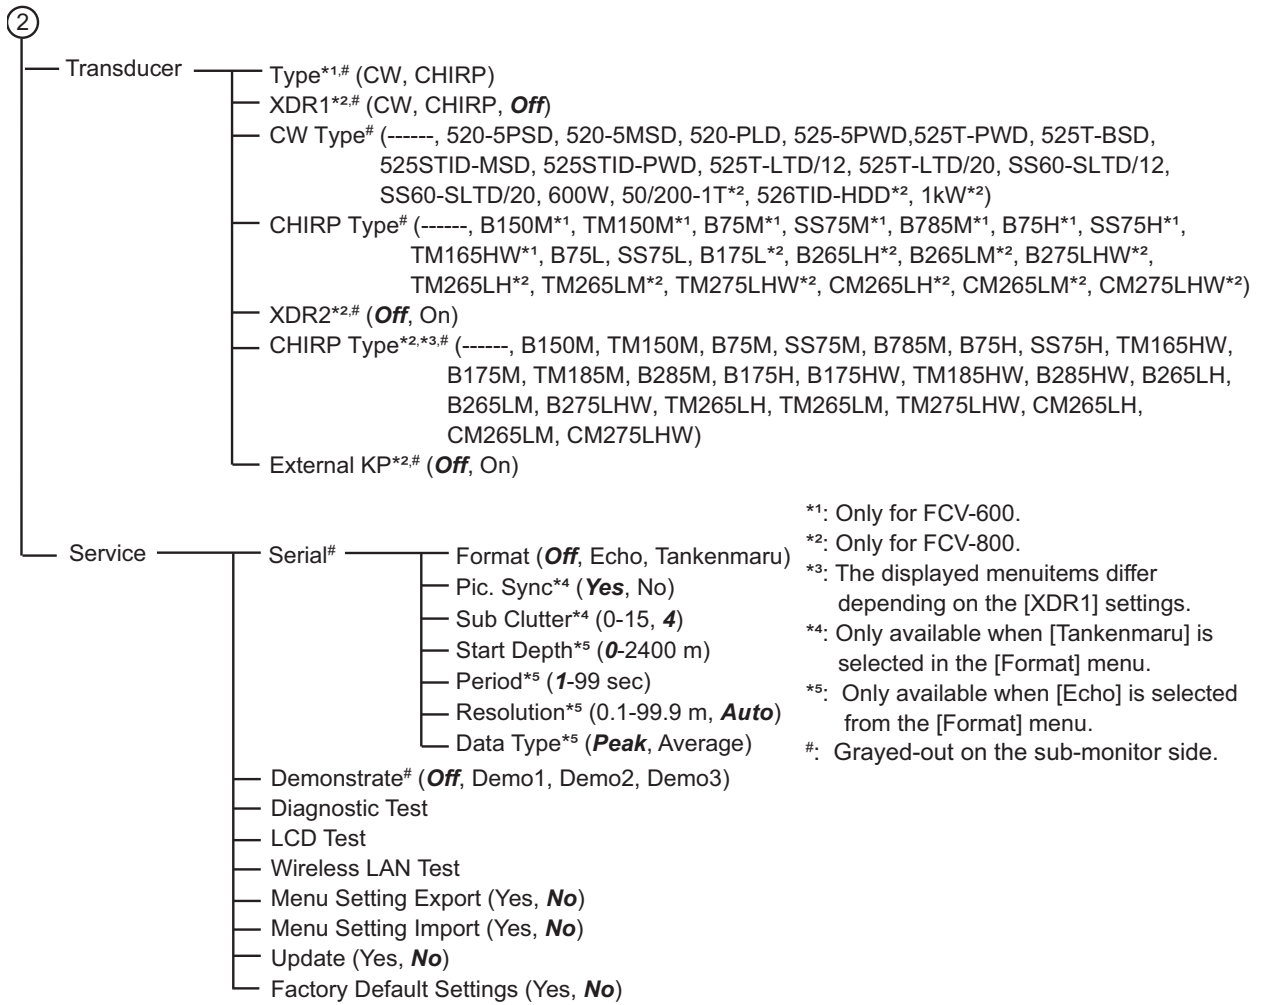 2
Transducer
Type*¹,# (CW, CHIRP)
XDR1*²,# (CW, CHIRP, Off)
CW Type# (------, 520-5PSD, 520-5MSD, 520-PLD, 525-5PWD,525T-PWD, 525T-BSD,
525STID-MSD, 525STID-PWD, 525T-LTD/12, 525T-LTD/20, SS60-SLTD/12,
SS60-SLTD/20, 600W, 50/200-1T*², 526TID-HDD*², 1kW*²)
CHIRP Type# (------, B150M*¹, TM150M*¹, B75M*¹, SS75M*¹, B785M*¹, B75H*¹, SS75H*¹,
TM165HW*¹, B75L, SS75L, B175L*², B265LH*², B265LM*², B275LHW*²,
TM265LH*², TM265LM*², TM275LHW*², CM265LH*², CM265LM*², CM275LHW*²)
XDR2*²,# (Off, On)
CHIRP Type*²,*³,# (------, B150M, TM150M, B75M, SS75M, B785M, B75H, SS75H, TM165HW,
B175M, TM185M, B285M, B175H, B175HW, TM185HW, B285HW, B265LH,
B265LM, B275LHW, TM265LH, TM265LM, TM275LHW, CM265LH,
CM265LM, CM275LHW)
External KP*²,# (Off, On)
Service
Serial#
Format (Off, Echo, Tankenmaru)
Pic. Sync*⁴ (Yes, No)
Sub Clutter*⁴ (0-15, 4)
Start Depth*⁵ (0-2400 m)
Period*⁵ (1-99 sec)
Resolution*⁵ (0.1-99.9 m, Auto)
Data Type*⁵ (Peak, Average)
Demonstrate# (Off, Demo1, Demo2, Demo3)
Diagnostic Test
LCD Test
Wireless LAN Test
Menu Setting Export (Yes, No)
Menu Setting Import (Yes, No)
Update (Yes, No)
Factory Default Settings (Yes, No)
*¹: Only for FCV-600.
*²: Only for FCV-800.
*³: The displayed menuitems differ
depending on the [XDR1] settings.
*⁴: Only available when [Tankenmaru] is
selected in the [Format] menu.
*⁵: Only available when [Echo] is selected
from the [Format] menu.
#: Grayed-out on the sub-monitor side.